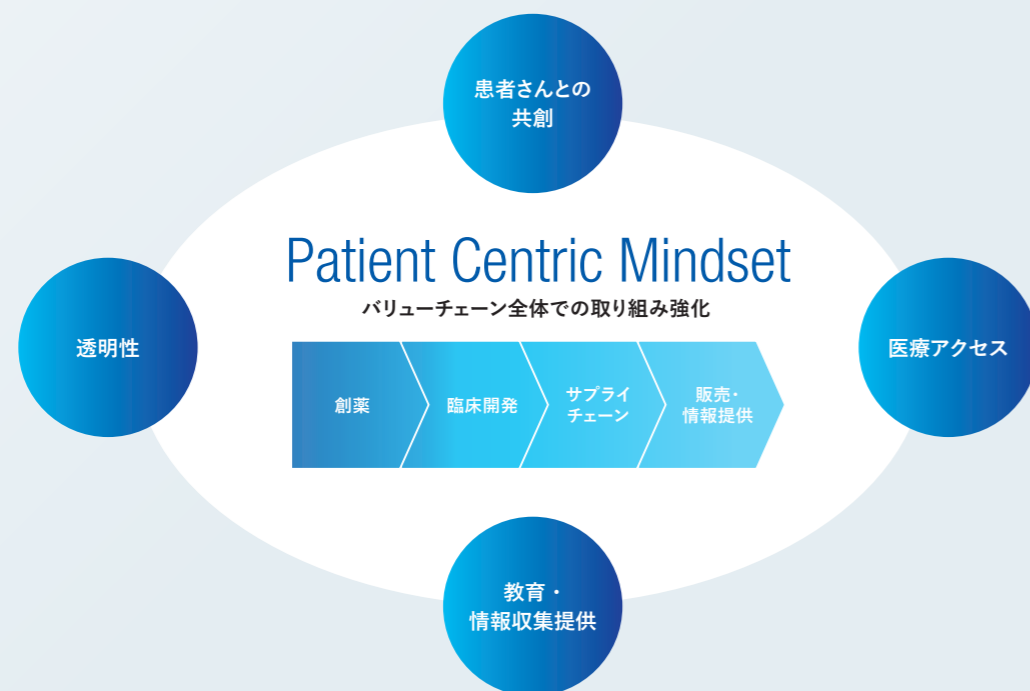 患者さんとの
共創
Patient Centric Mindset
バリューチェーン全体での取り組み強化
透明性
医療アクセス
創薬
臨床開発
サプライ
チェーン
販売・
情報提供
教育・
情報収集提供